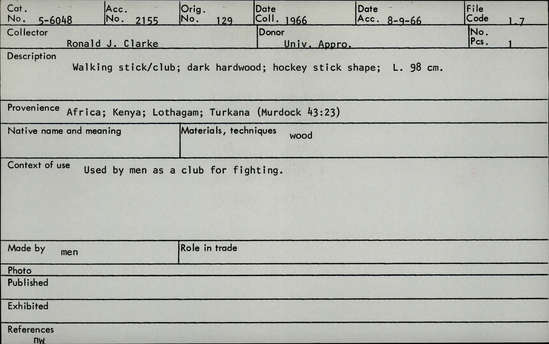 Cat. Acc. Orig. Date Date File
No. 5-6048 No. 2155 No. 129 Coll. 1966 Acc. 8-9-66 Code 1.7
Collector Donor No.
Ronald J. Clarke Univ. Appro. Pcs. 1
Description
Walking stick/club; dark hardwood; hockey stick shape; L. 98 cm.
Provenience Africa; Kenya; Lothagam; Turkana (Murdock 43:23)
Native name and meaning Materials, techniques wood
Context of use Used by men as a club for fighting.
Made by men Role in trade
Photo
Published
Exhibited
References
nw